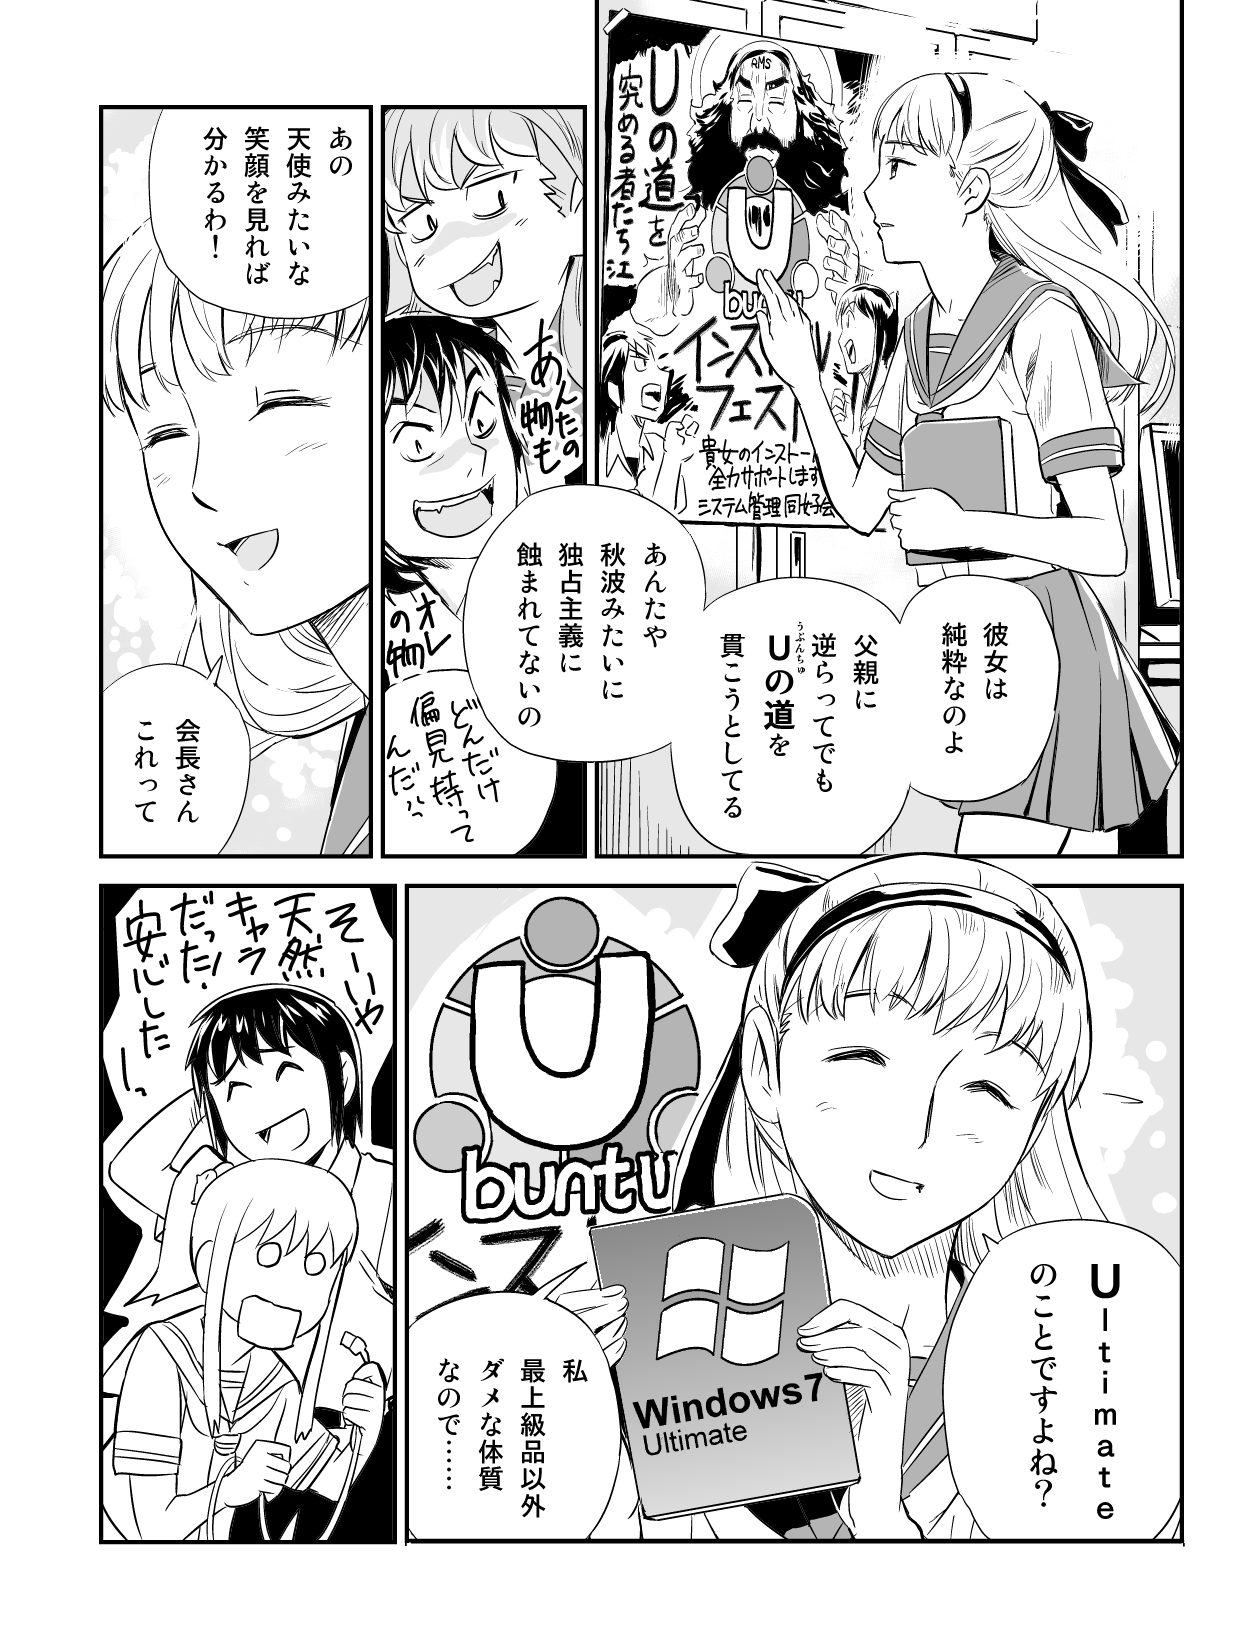 RMS
Uの道を
究める者たち江
U
buntu
インストール
フェスト
貴女のインストール
全力サポートします
システム管理同好会
彼女は
純粋なのよ
父親に
逆らってでも
Uの道を
うぶんちゅ
貫こうとしてる
あんたや
秋波みたいに
独占主義に
蝕まれてないの
あんたの
物も
オレ
の物
どんだけ
偏見持って
んだ!?
あの
天使みたいな
笑顔を見れば
分かるわ！
会長さん
これって
Ultimate
のことですよね？
U
buntu
インス
Windows7
Ultimate
私
最上級品以外
ダメな体質
なので……
そーいや
天然
キャラ
だった！
安心した
ーっ